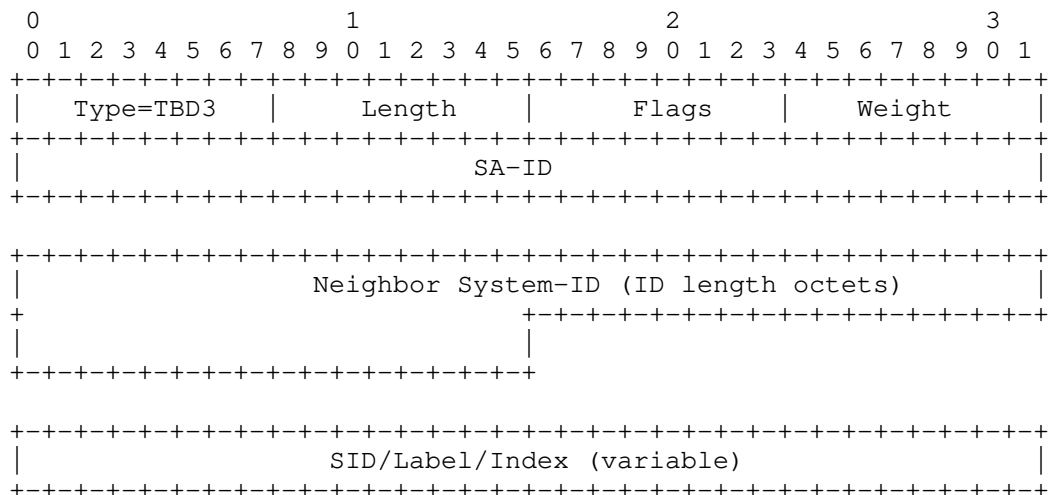 0                   1                   2                   3
0 1 2 3 4 5 6 7 8 9 0 1 2 3 4 5 6 7 8 9 0 1 2 3 4 5 6 7 8 9 0 1
+-+-+-+-+-+-+-+-+-+-+-+-+-+-+-+-+-+-+-+-+-+-+-+-+-+-+-+-+-+-+-+-+
|   Type=TBD3    |     Length    |      Flags    |    Weight     |
+-+-+-+-+-+-+-+-+-+-+-+-+-+-+-+-+-+-+-+-+-+-+-+-+-+-+-+-+-+-+-+-+
|                            SA-ID                              |
+-+-+-+-+-+-+-+-+-+-+-+-+-+-+-+-+-+-+-+-+-+-+-+-+-+-+-+-+-+-+-+-+
+-+-+-+-+-+-+-+-+-+-+-+-+-+-+-+-+-+-+-+-+-+-+-+-+-+-+-+-+-+-+-+-+
|                  Neighbor System-ID (ID length octets)        |
+                               +-+-+-+-+-+-+-+-+-+-+-+-+-+-+-+-+
|                               |
+-+-+-+-+-+-+-+-+-+-+-+-+-+-+-+-+
+-+-+-+-+-+-+-+-+-+-+-+-+-+-+-+-+-+-+-+-+-+-+-+-+-+-+-+-+-+-+-+-+
|                   SID/Label/Index (variable)                  |
+-+-+-+-+-+-+-+-+-+-+-+-+-+-+-+-+-+-+-+-+-+-+-+-+-+-+-+-+-+-+-+-+